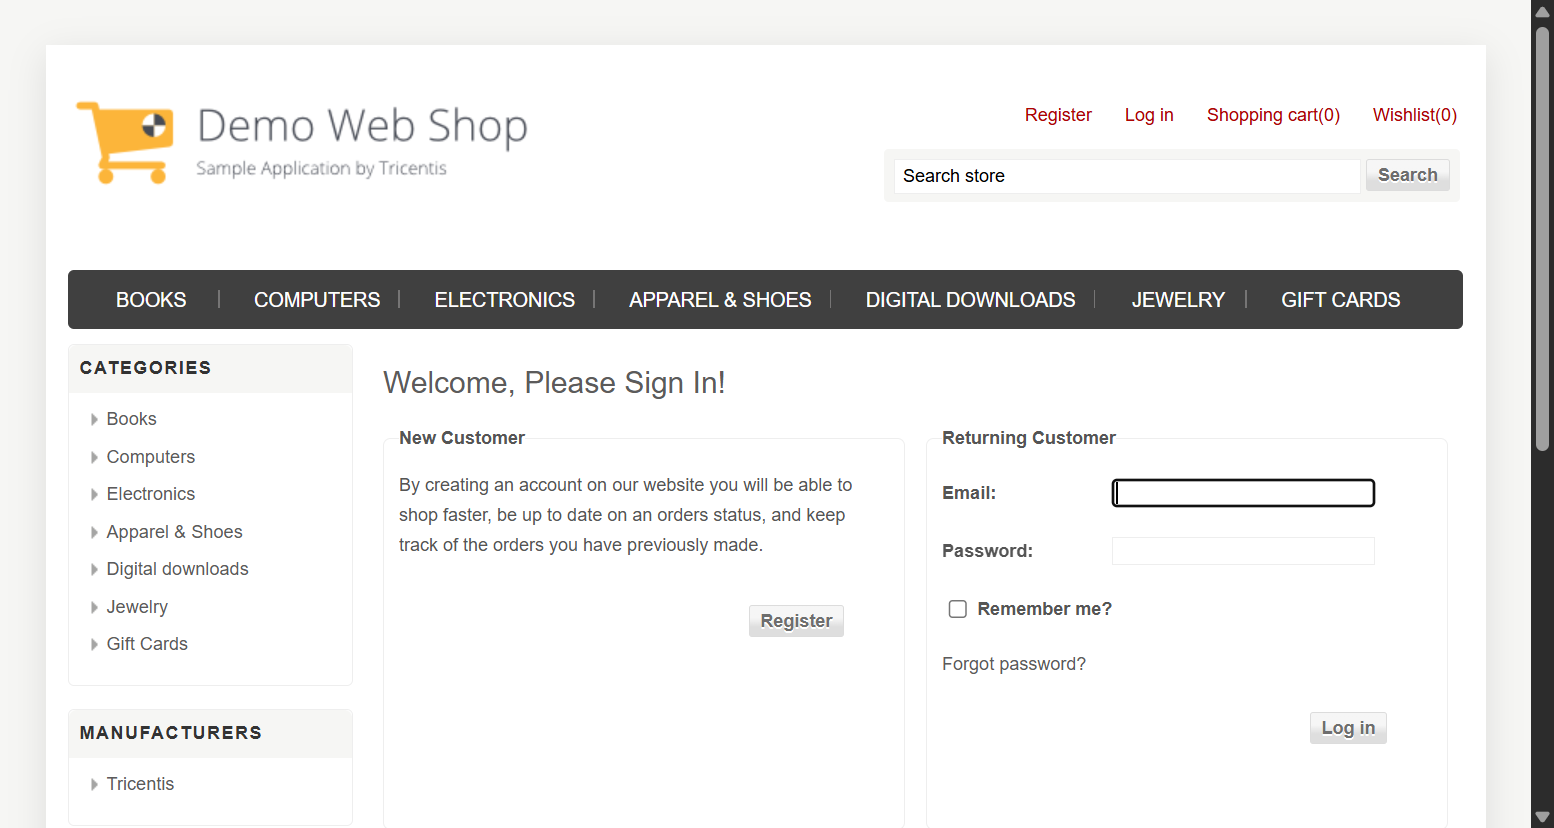 Demo Web Shop
Sample Application by Tricentis
Register
Log in
Shopping cart(0)
Wishlist(0)
Search store
Search
BOOKS
COMPUTERS
ELECTRONICS
APPAREL & SHOES
DIGITAL DOWNLOADS
JEWELRY
GIFT CARDS
CATEGORIES
Books
Computers
Electronics
Apparel & Shoes
Digital downloads
Jewelry
Gift Cards
MANUFACTURERS
Tricentis
Welcome, Please Sign In!
New Customer
By creating an account on our website you will be able to
shop faster, be up to date on an orders status, and keep
track of the orders you have previously made.
Register
Returning Customer
Email:
Password:
Remember me?
Forgot password?
Log in